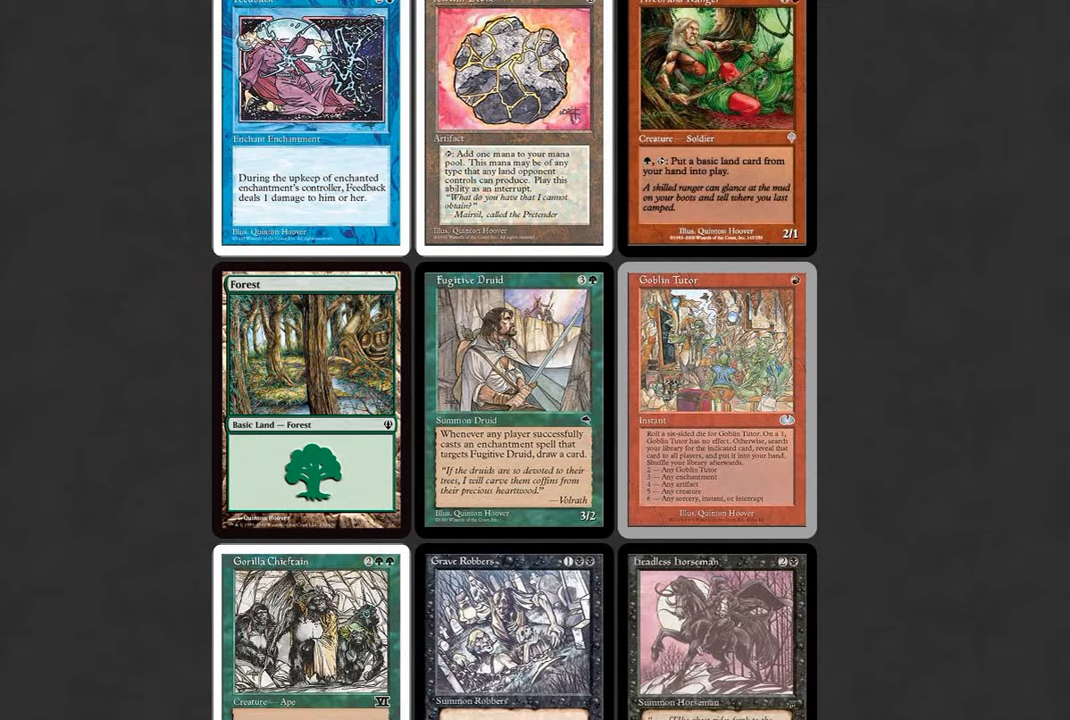 Feedback
Enchant Enchantment
During the upkeep of enchanted
enchantment's controller, Feedback
deals 1 damage to him or her.
Illus. Quinton Hoover
Artifact
: Add one mana to your mana
pool. This mana may be of any
type that any land opponent
controls can produce. Play this
ability as an interrupt.
"What do you have that I cannot
obtain?"
Mairsil, called the Pretender
Illus. Quinton Hoover
Ranger
Creature — Soldier
, : Put a basic land card from
your hand into play.
A skilled ranger can glance at the mud
on your boots and tell where you last
camped.
Illus. Quinton Hoover
2/1
Forest
Basic Land — Forest
Quinton Hoover
Fugitive Druid 3
Summon Druid
Whenever any player successfully
casts an enchantment spell that
targets Fugitive Druid, draw a card.
"If the druids are so devoted to their
trees, I will carve them coffins from
their precious heartwood."
—Volrath
Illus. Quinton Hoover
3/2
Goblin Tutor
Instant
Roll a six-sided die for Goblin Tutor. On a 1,
Goblin Tutor has no effect. Otherwise, search
your library for the indicated card, reveal that
card to all players, and put it into your hand.
Shuffle your library afterwards.
2 — Any Goblin Tutor
3 — Any enchantment
4 — Any artifact
5 — Any creature
6 — Any sorcery, instant, or interrupt
Illus. Quinton Hoover
Gorilla Chieftain 2
Creature — Ape
VI
Grave Robbers 1
Summon Robbers
Headless Horseman 2
Summon Horseman